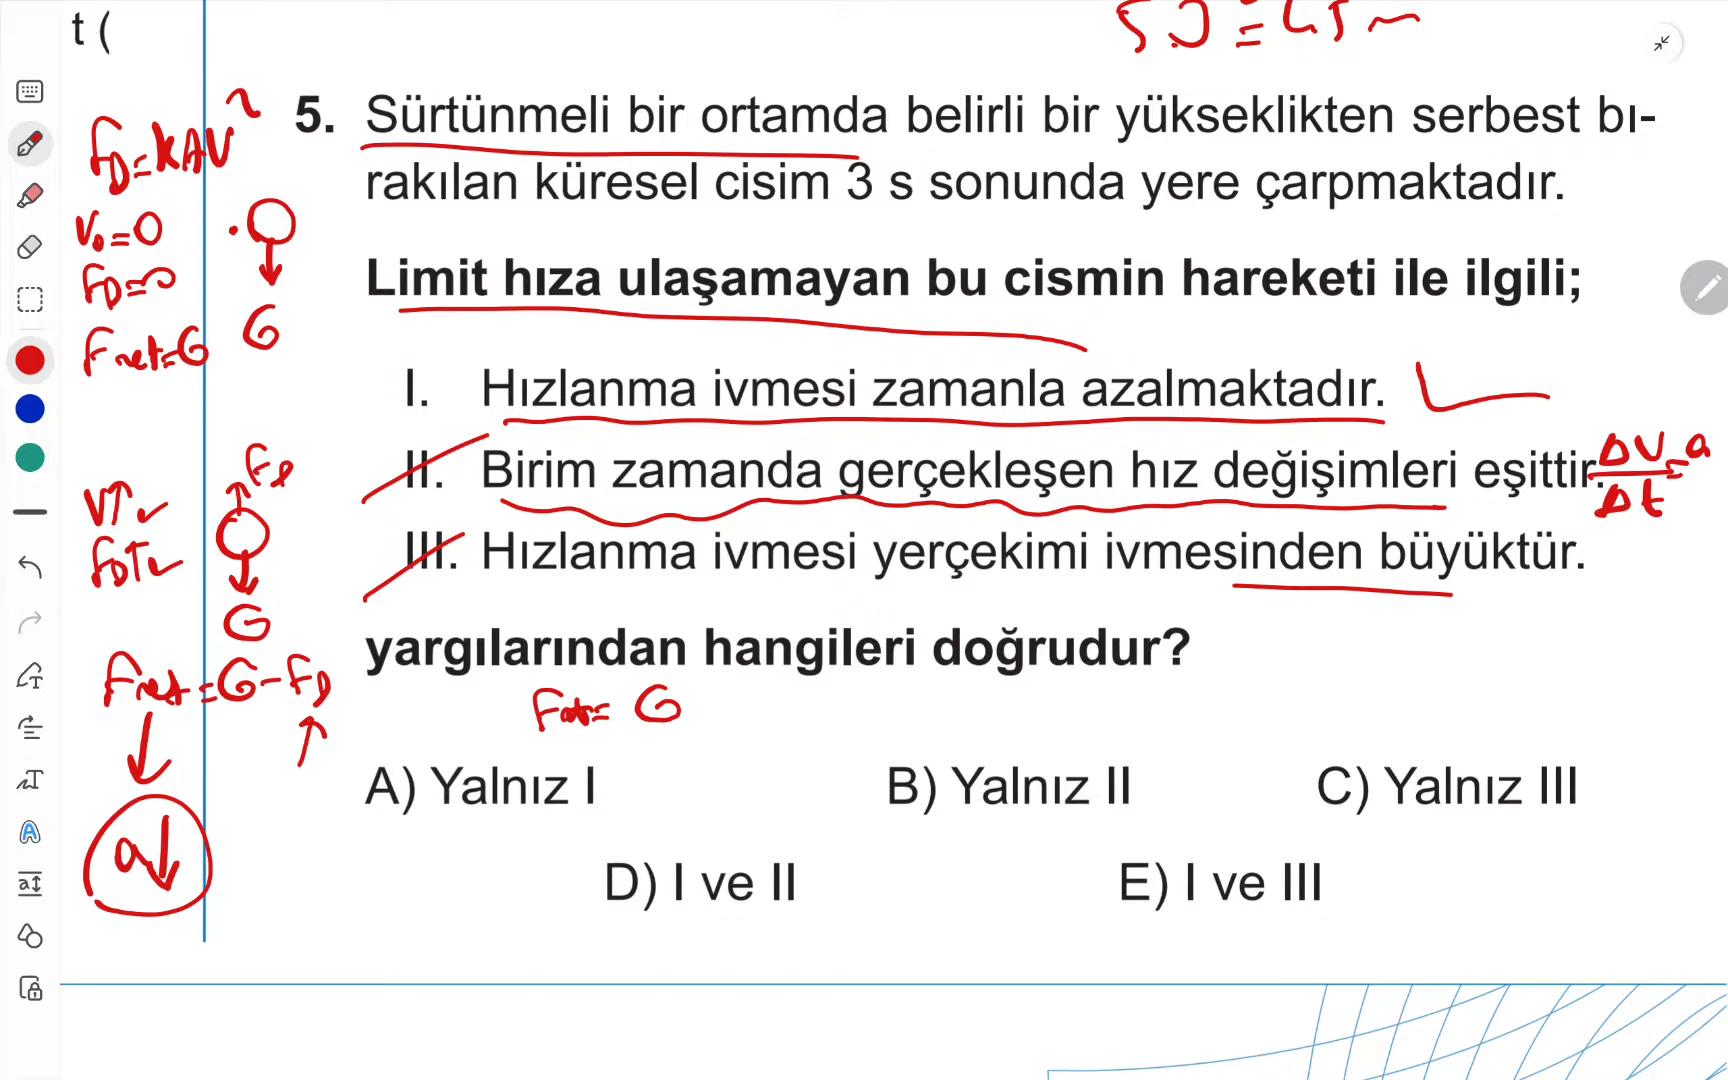 t (
5. Sürtünmeli bir ortamda belirli bir yükseklikten serbest bı-
rakılan küresel cisim 3 s sonunda yere çarpmaktadır.
Limit hıza ulaşamayan bu cismin hareketi ile ilgili;
I. Hızlanma ivmesi zamanla azalmaktadır.
II. Birim zamanda gerçekleşen hız değişimleri eşittir.
III. Hızlanma ivmesi yerçekimi ivmesinden büyüktür.
yargılarından hangileri doğrudur?
A) Yalnız I B) Yalnız II C) Yalnız III
D) I ve II E) I ve III
FD=KAV²
V₀=0
FD=0
Fnet=G
G
FD
V↑
FD↑
G
Fnet=G-FD
a↓
ΔV/Δt=a
Fnet=G